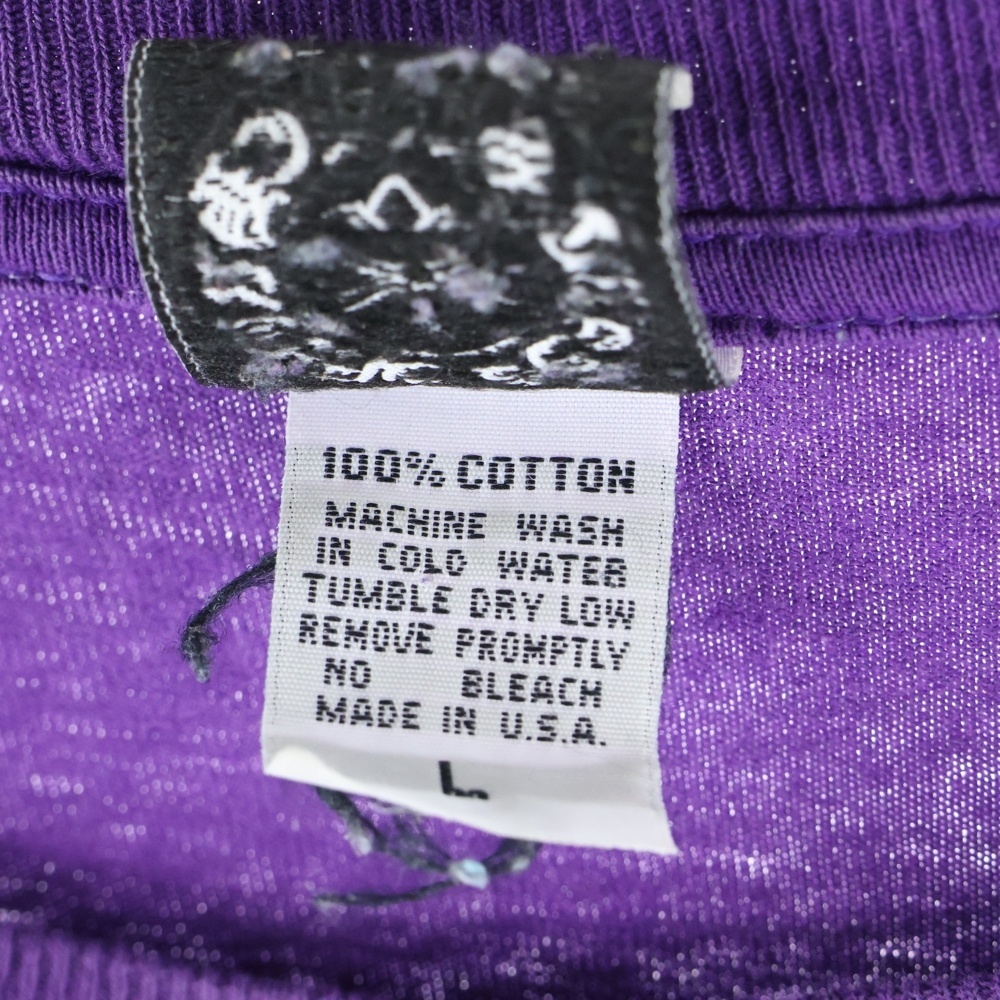 100% COTTON
MACHINE WASH
IN COLD WATER
TUMBLE DRY LOW
REMOVE PROMPTLY
NO BLEACH
MADE IN U.S.A.
L